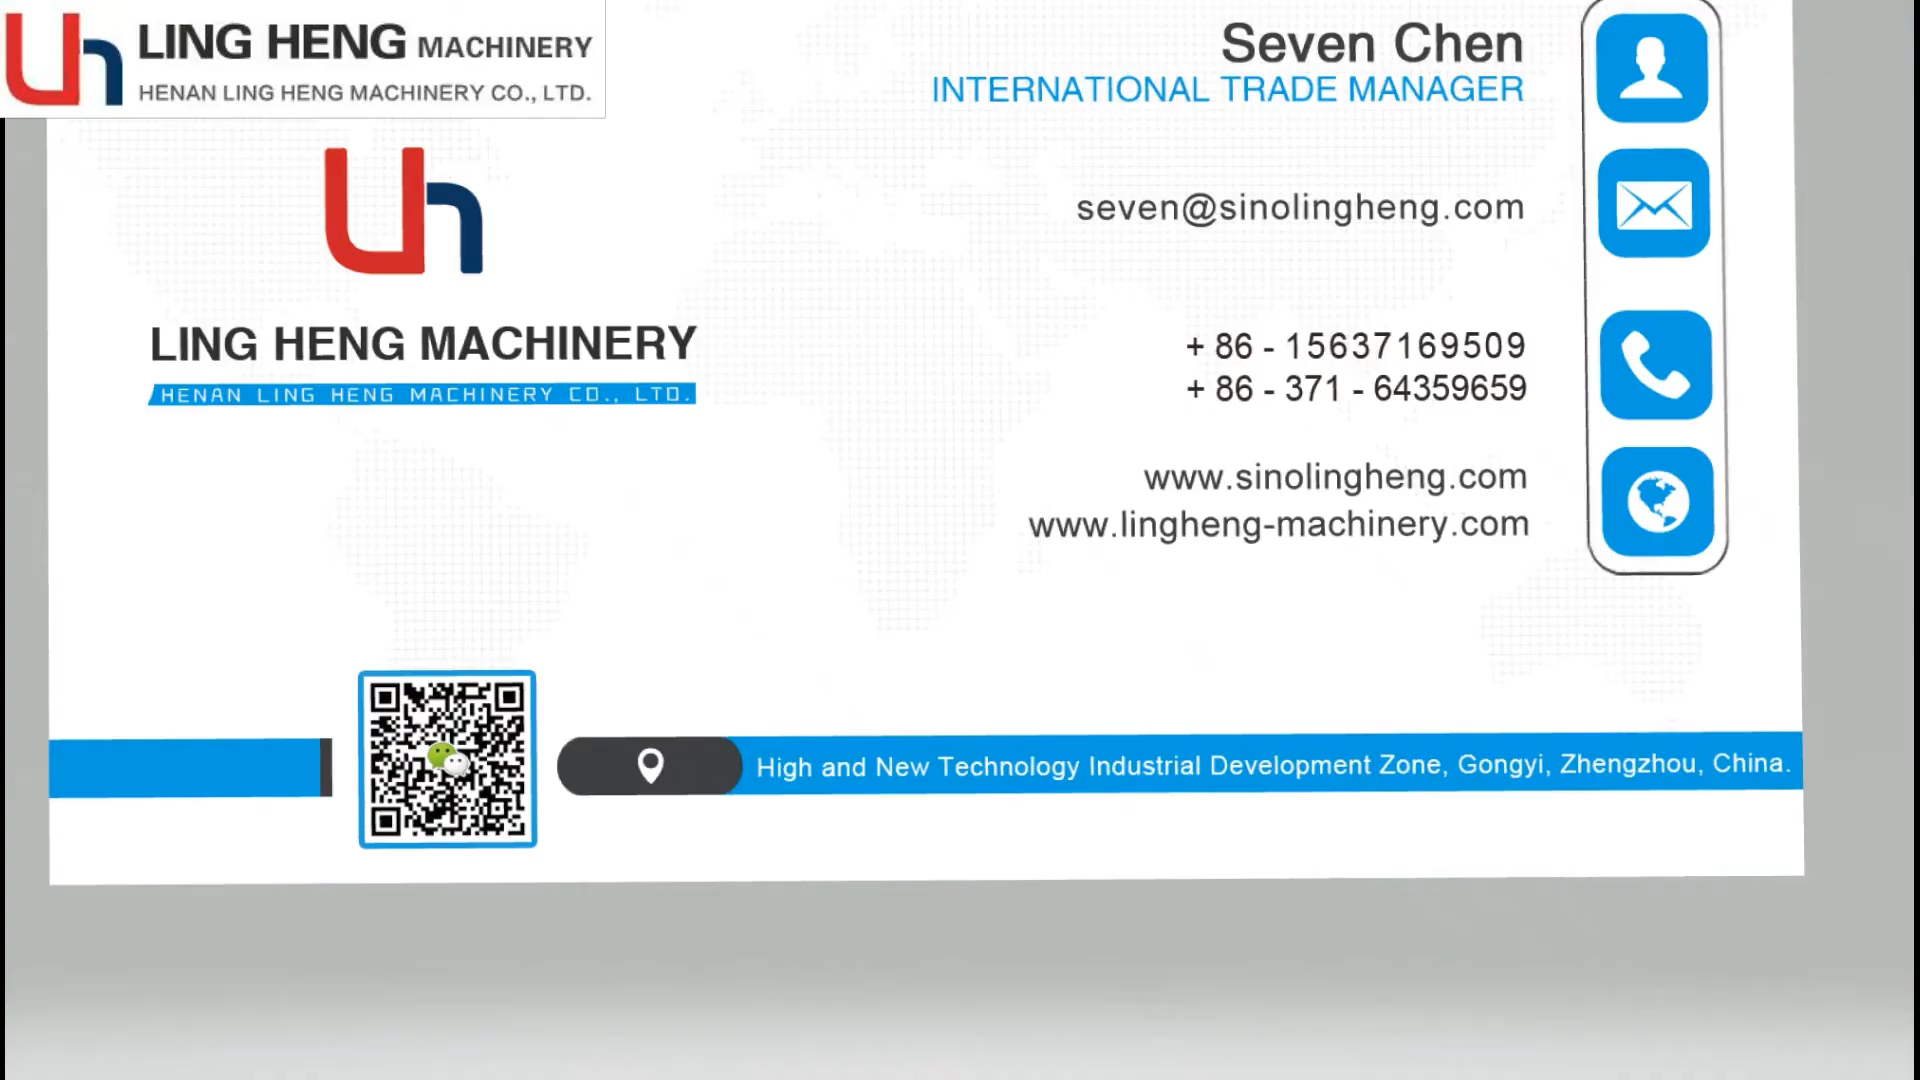 LING HENG MACHINERY
HENAN LING HENG MACHINERY CO., LTD.
Seven Chen
INTERNATIONAL TRADE MANAGER
seven@sinolingheng.com
LING HENG MACHINERY
HENAN LING HENG MACHINERY CO., LTD.
+ 86 - 15637169509
+ 86 - 371 - 64359659
www.sinolingheng.com
www.lingheng-machinery.com
High and New Technology Industrial Development Zone, Gongyi, Zhengzhou, China.